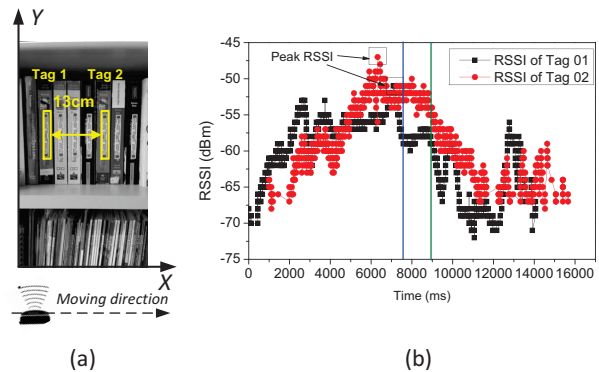 Y
Tag 1
Tag 2
13cm
X
Moving direction
(a)
-45
-50
-55
-60
-65
-70
-75
RSSI (dBm)
Peak RSSI
RSSI of Tag 01
RSSI of Tag 02
0
2000
4000
6000
8000
10000
12000
14000
16000
Time (ms)
(b)